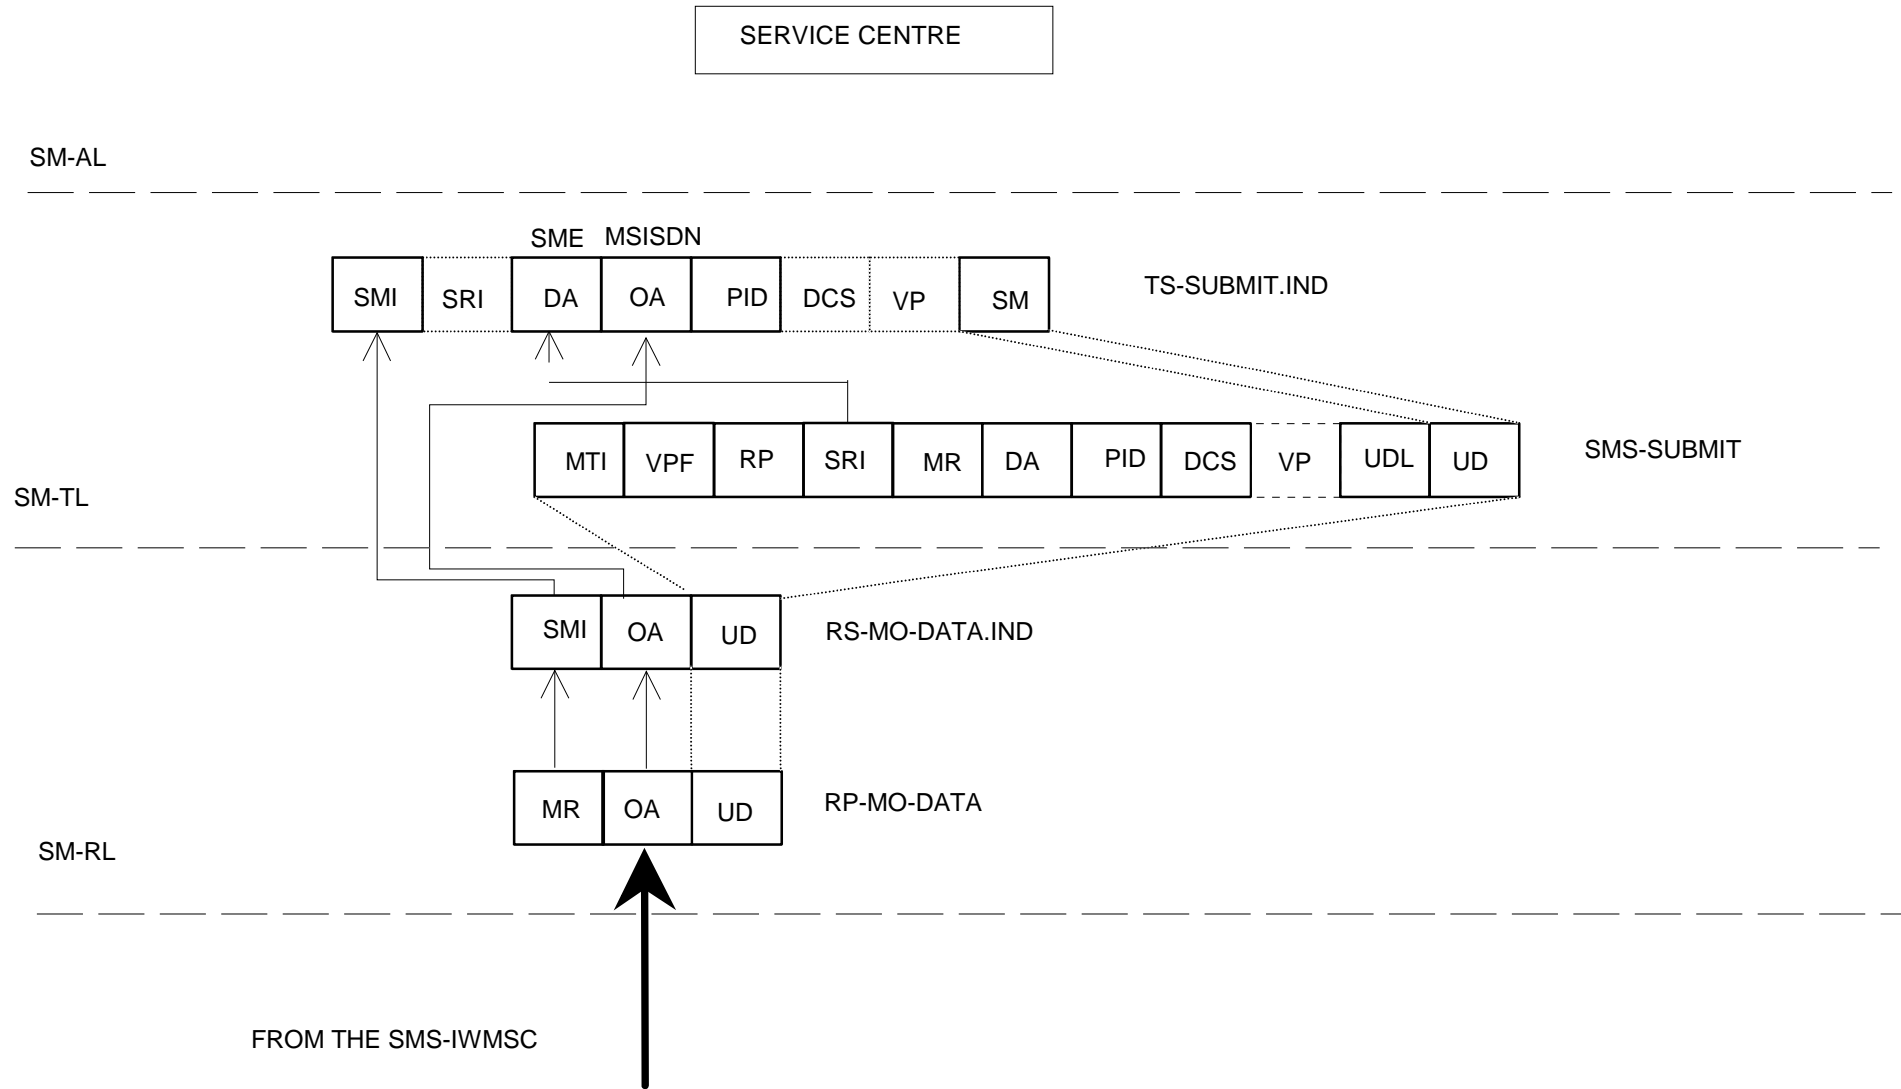 SERVICE CENTRE
SM-AL
SME MSISDN
SMI SRI DA OA PID DCS VP SM TS-SUBMIT.IND
MTI VPF RP SRI MR DA PID DCS VP UDL UD SMS-SUBMIT
SM-TL
SMI OA UD RS-MO-DATA.IND
MR OA UD RP-MO-DATA
SM-RL
FROM THE SMS-IWMSC